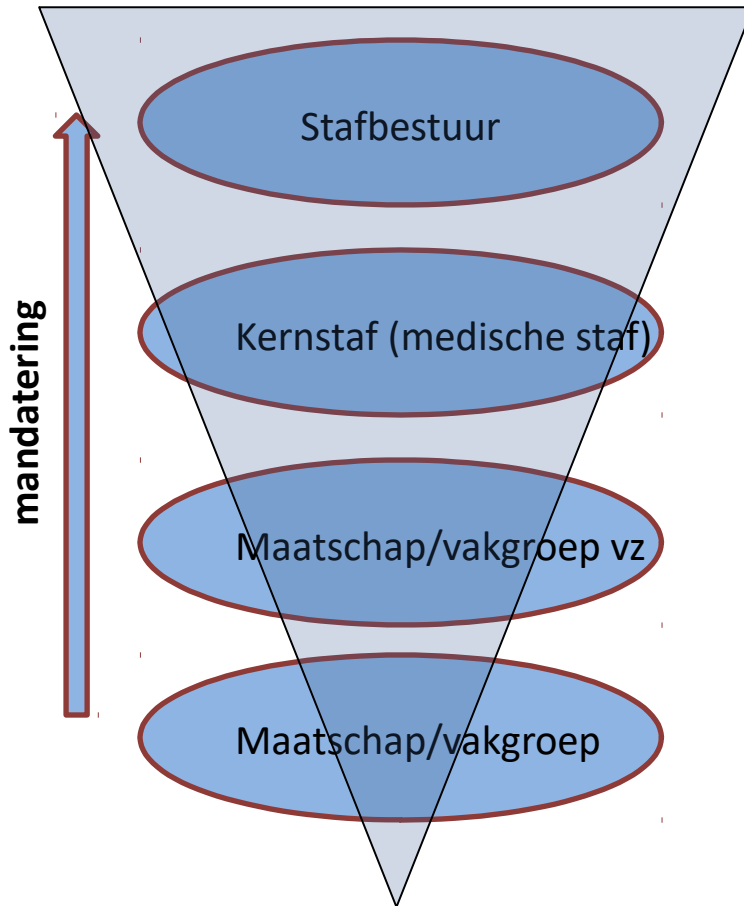 Stafbestuur
Kernstaf (medische staf)
mandatering
Maatschap/vakgroep vz
Maatschap/vakgroep